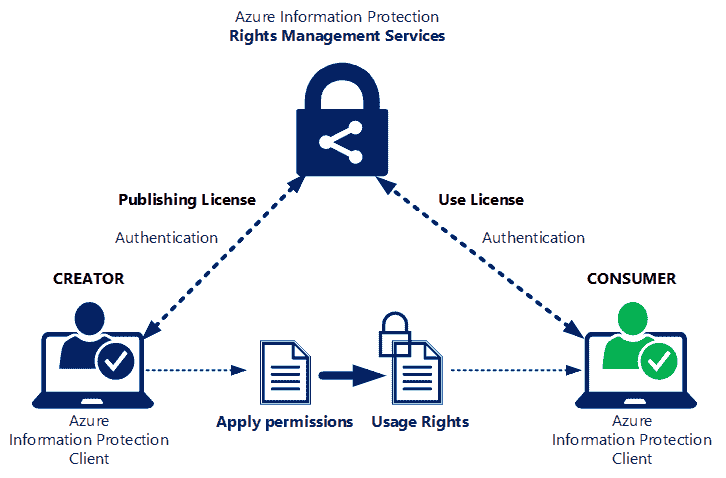 Azure Information Protection
Rights Management Services
Publishing License
Use License
Authentication
Authentication
CREATOR
CONSUMER
Apply permissions
Usage Rights
Azure
Information Protection
Client
Azure
Information Protection
Client